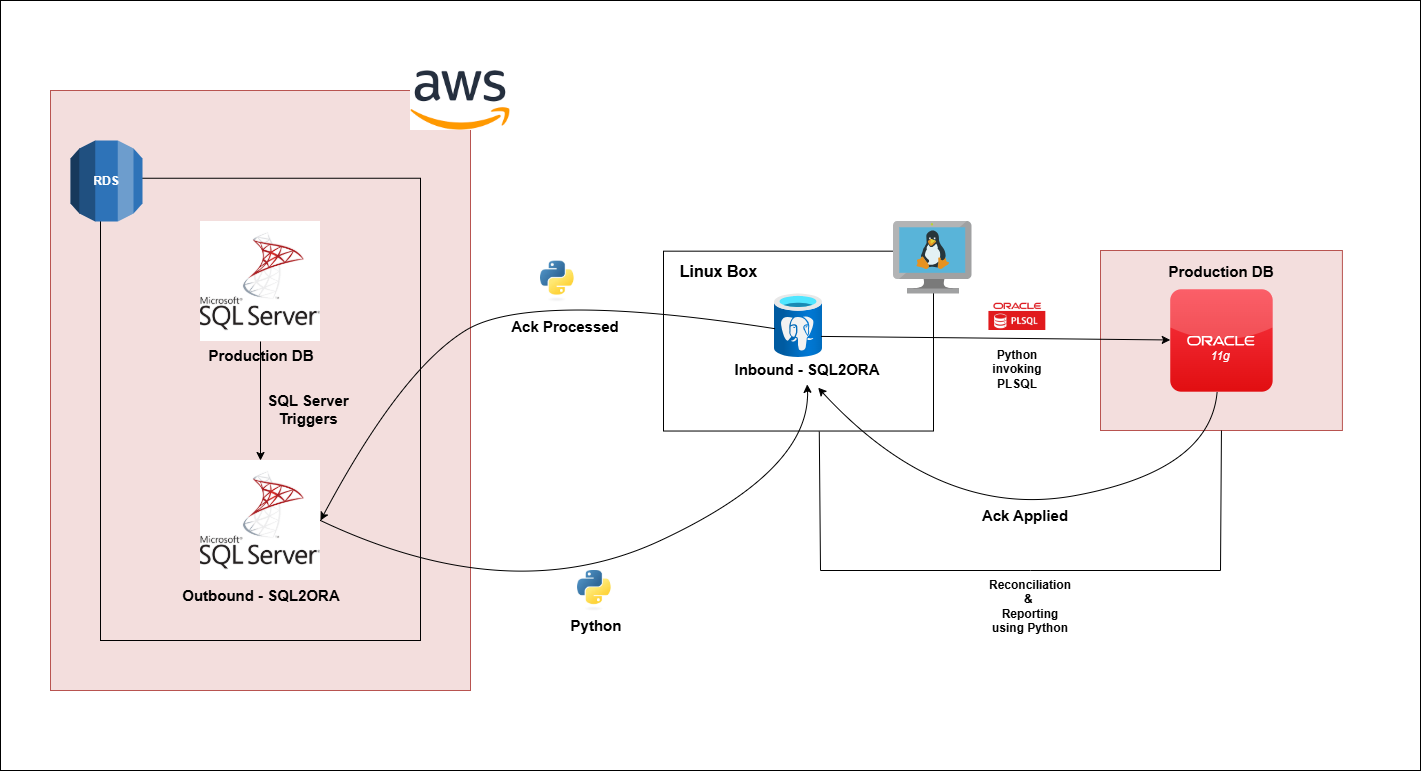 aws
RDS
Microsoft®
SQL Server®
Production DB
SQL Server
Triggers
Microsoft®
SQL Server®
Outbound - SQL2ORA
Ack Processed
Python
Linux Box
Inbound - SQL2ORA
ORACLE
PLSQL
Python
invoking
PLSQL
Production DB
ORACLE
11g
Ack Applied
Reconciliation
&
Reporting
using Python